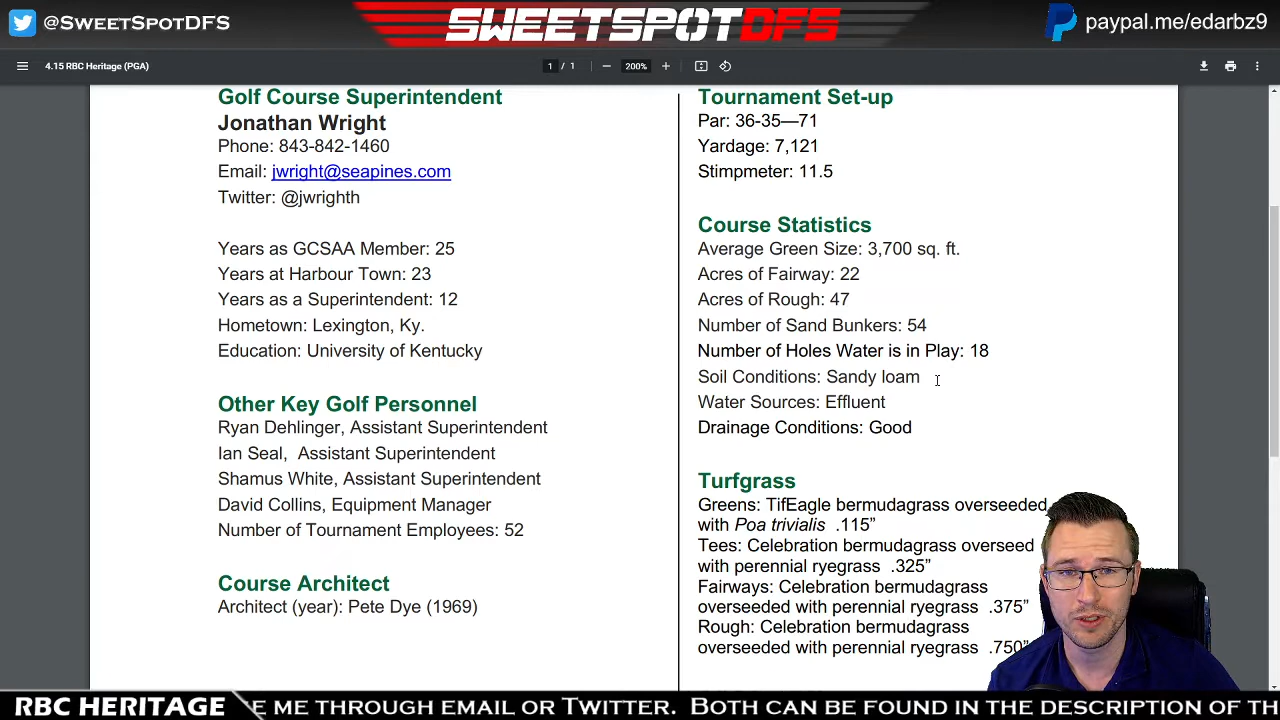 @SWEETSPOTDFS
SWEETSPOTDFS
paypal.me/edarbz9
4.15 RBC Heritage (PGA)
1 / 1
200%
Golf Course Superintendent
Jonathan Wright
Phone: 843-842-1460
Email: jwright@seapines.com
Twitter: @jwrighth
Years as GCSAA Member: 25
Years at Harbour Town: 23
Years as a Superintendent: 12
Hometown: Lexington, Ky.
Education: University of Kentucky
Other Key Golf Personnel
Ryan Dehlinger, Assistant Superintendent
Ian Seal, Assistant Superintendent
Shamus White, Assistant Superintendent
David Collins, Equipment Manager
Number of Tournament Employees: 52
Course Architect
Architect (year): Pete Dye (1969)
Tournament Set-up
Par: 36-35—71
Yardage: 7,121
Stimpmeter: 11.5
Course Statistics
Average Green Size: 3,700 sq. ft.
Acres of Fairway: 22
Acres of Rough: 47
Number of Sand Bunkers: 54
Number of Holes Water is in Play: 18
Soil Conditions: Sandy loam
Water Sources: Effluent
Drainage Conditions: Good
Turfgrass
Greens: TifEagle bermudagrass overseeded
with Poa trivialis .115”
Tees: Celebration bermudagrass overseed
with perennial ryegrass .325”
Fairways: Celebration bermudagrass
overseeded with perennial ryegrass .375”
Rough: Celebration bermudagrass
overseeded with perennial ryegrass .750”
RBC HERITAGE
E ME THROUGH EMAIL OR TWITTER. BOTH CAN BE FOUND IN THE DESCRIPTION OF TH